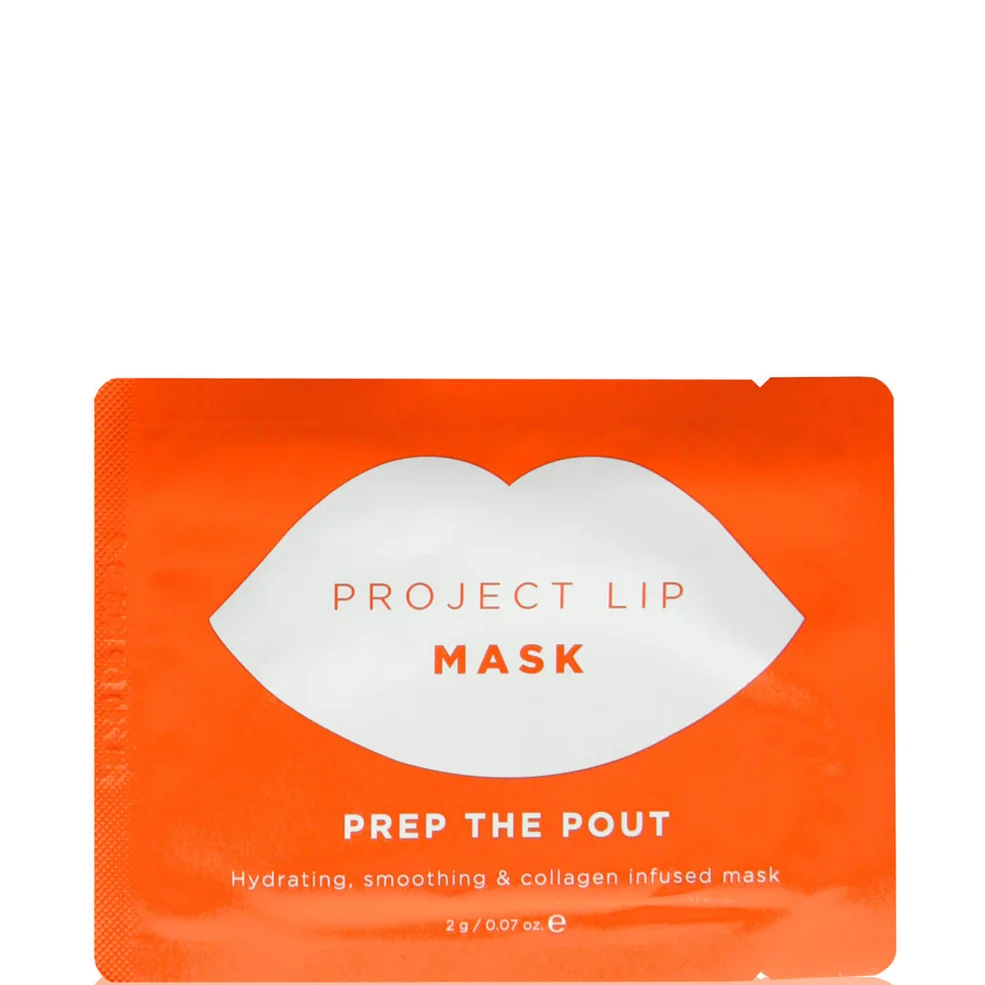 PROJECT LIP
MASK
PREP THE POUT
Hydrating, smoothing & collagen infused mask
2 g / 0.07 oz. ℮